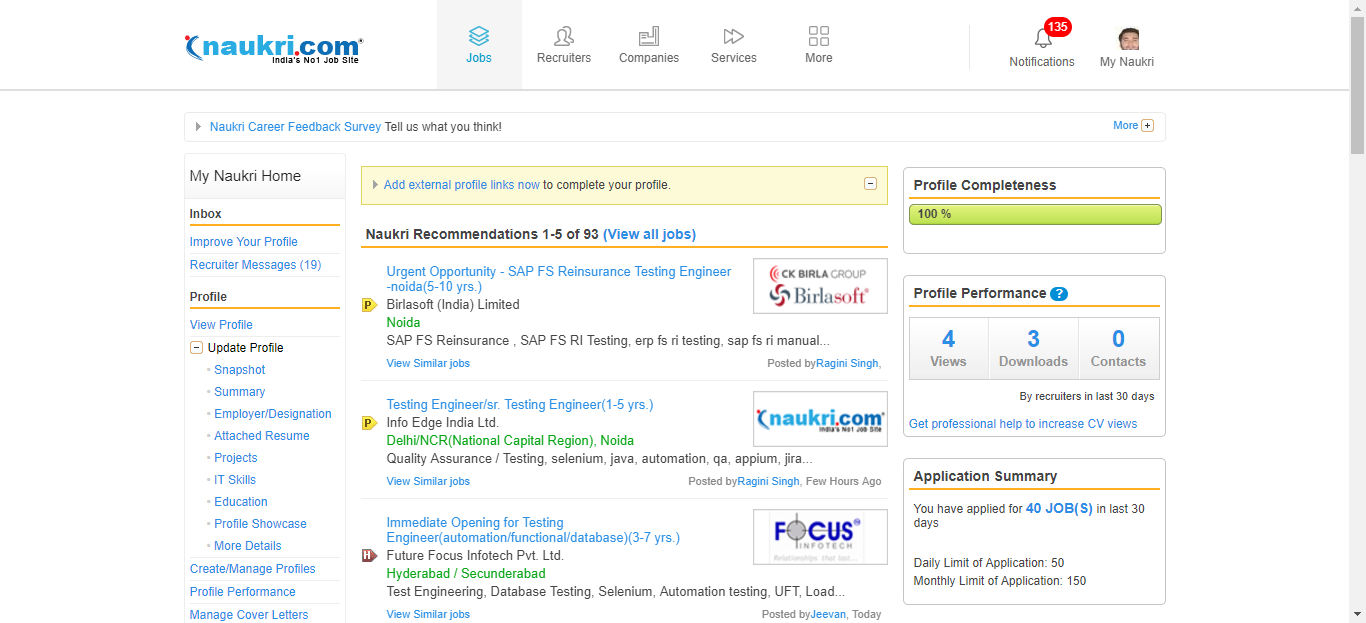 naukri.com
India's No1 Job Site
Jobs
Recruiters
Companies
Services
More
135
Notifications
My Naukri
Naukri Career Feedback Survey Tell us what you think!
More +
My Naukri Home
Inbox
Improve Your Profile
Recruiter Messages (19)
Profile
View Profile
Update Profile
Snapshot
Summary
Employer/Designation
Attached Resume
Projects
IT Skills
Education
Profile Showcase
More Details
Create/Manage Profiles
Profile Performance
Manage Cover Letters
Add external profile links now to complete your profile.
Naukri Recommendations 1-5 of 93 (View all jobs)
Urgent Opportunity - SAP FS Reinsurance Testing Engineer
-noida(5-10 yrs.)
P
Birlasoft (India) Limited
Noida
SAP FS Reinsurance , SAP FS RI Testing, erp fs ri testing, sap fs ri manual...
View Similar jobs
Posted byRagini Singh,
CK BIRLA GROUP
Birlasoft
Testing Engineer/sr. Testing Engineer(1-5 yrs.)
P
Info Edge India Ltd.
Delhi/NCR(National Capital Region), Noida
Quality Assurance / Testing, selenium, java, automation, qa, appium, jira...
View Similar jobs
Posted byRagini Singh, Few Hours Ago
naukri.com
India's No1 Job Site
Immediate Opening for Testing
Engineer(automation/functional/database)(3-7 yrs.)
H
Future Focus Infotech Pvt. Ltd.
Hyderabad / Secunderabad
Test Engineering, Database Testing, Selenium, Automation testing, UFT, Load...
View Similar jobs
Posted byJeevan, Today
FOCUS
INFOTECH
Relationships that last...
Profile Completeness
100 %
Profile Performance ?
4
Views
3
Downloads
0
Contacts
By recruiters in last 30 days
Get professional help to increase CV views
Application Summary
You have applied for 40 JOB(S) in last 30
days
Daily Limit of Application: 50
Monthly Limit of Application: 150